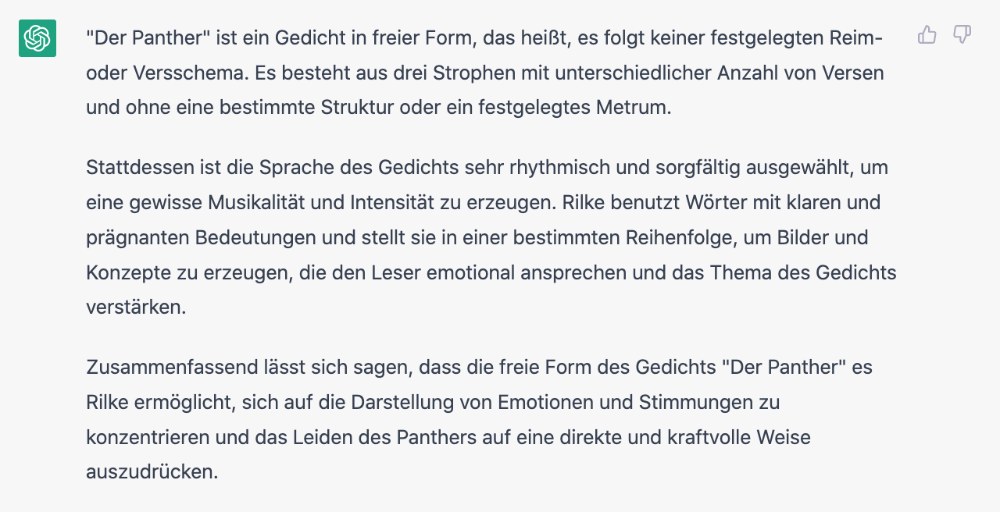 "Der Panther" ist ein Gedicht in freier Form, das heißt, es folgt keiner festgelegten Reim-
oder Versschema. Es besteht aus drei Strophen mit unterschiedlicher Anzahl von Versen
und ohne eine bestimmte Struktur oder ein festgelegtes Metrum.
Stattdessen ist die Sprache des Gedichts sehr rhythmisch und sorgfältig ausgewählt, um
eine gewisse Musikalität und Intensität zu erzeugen. Rilke benutzt Wörter mit klaren und
prägnanten Bedeutungen und stellt sie in einer bestimmten Reihenfolge, um Bilder und
Konzepte zu erzeugen, die den Leser emotional ansprechen und das Thema des Gedichts
verstärken.
Zusammenfassend lässt sich sagen, dass die freie Form des Gedichts "Der Panther" es
Rilke ermöglicht, sich auf die Darstellung von Emotionen und Stimmungen zu
konzentrieren und das Leiden des Panthers auf eine direkte und kraftvolle Weise
auszudrücken.